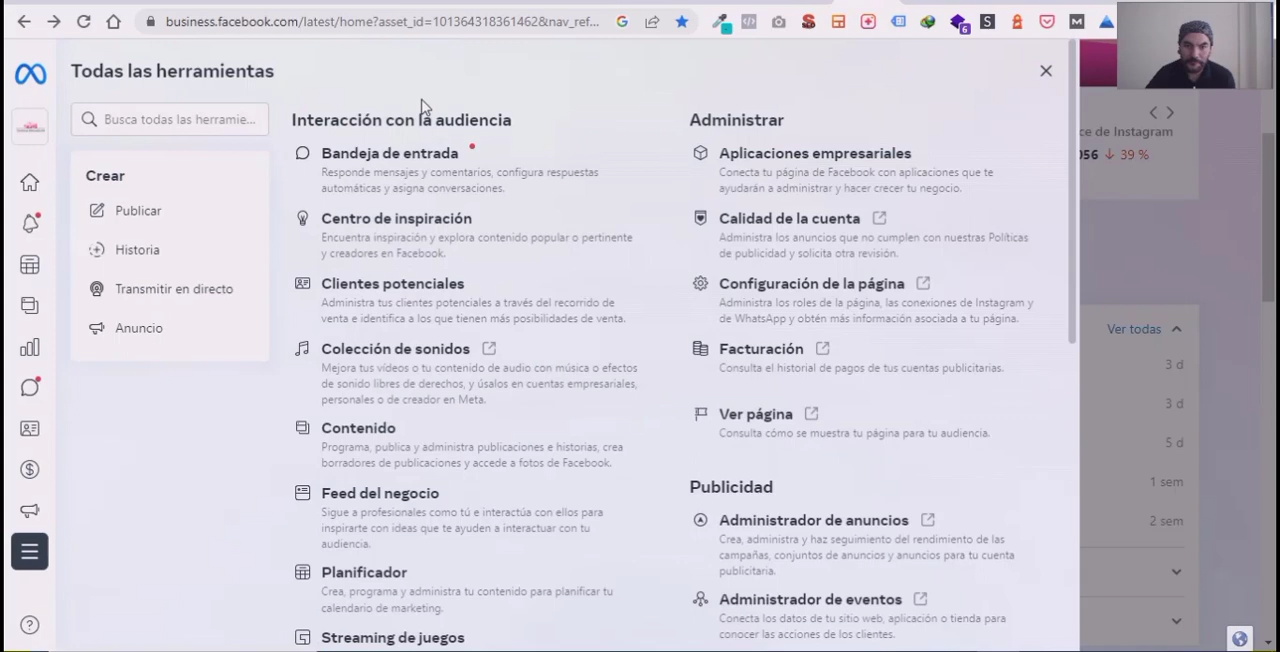 business.facebook.com/latest/home?asset_id=101364318361462&nav_ref...
6
Todas las herramientas
Busca todas las herramie...
Crear
Publicar
Historia
Transmitir en directo
Anuncio
Interacción con la audiencia
Bandeja de entrada
Responde mensajes y comentarios, configura respuestas
automáticas y asigna conversaciones.
Centro de inspiración
Encuentra inspiración y explora contenido popular o pertinente
y creadores en Facebook.
Clientes potenciales
Administra tus clientes potenciales a través del recorrido de
venta e identifica a los que tienen más posibilidades de venta.
Colección de sonidos
Mejora tus vídeos o tu contenido de audio con música o efectos
de sonido libres de derechos, y úsalos en cuentas empresariales,
personales o de creador en Meta.
Contenido
Programa, publica y administra publicaciones e historias, crea
borradores de publicaciones y accede a fotos de Facebook.
Feed del negocio
Sigue a profesionales como tú e interactúa con ellos para
inspirarte con ideas que te ayuden a interactuar con tu
audiencia.
Planificador
Crea, programa y administra tu contenido para planificar tu
calendario de marketing.
Streaming de juegos
Administrar
Aplicaciones empresariales
Conecta tu página de Facebook con aplicaciones que te
ayudarán a administrar y hacer crecer tu negocio.
Calidad de la cuenta
Administra los anuncios que no cumplen con nuestras Políticas
de publicidad y solicita otra revisión.
Configuración de la página
Administra los roles de la página, las conexiones de Instagram y
de WhatsApp y obtén más información asociada a tu página.
Facturación
Consulta el historial de pagos de tus cuentas publicitarias.
Ver página
Consulta cómo se muestra tu página para tu audiencia.
Publicidad
Administrador de anuncios
Crea, administra y haz seguimiento del rendimiento de las
campañas, conjuntos de anuncios y anuncios para tu cuenta
publicitaria.
Administrador de eventos
Conecta los datos de tu sitio web, aplicación o tienda para
conocer las acciones de los clientes.
ce de Instagram
056 ↓ 39 %
Ver todas
3 d
3 d
5 d
1 sem
2 sem